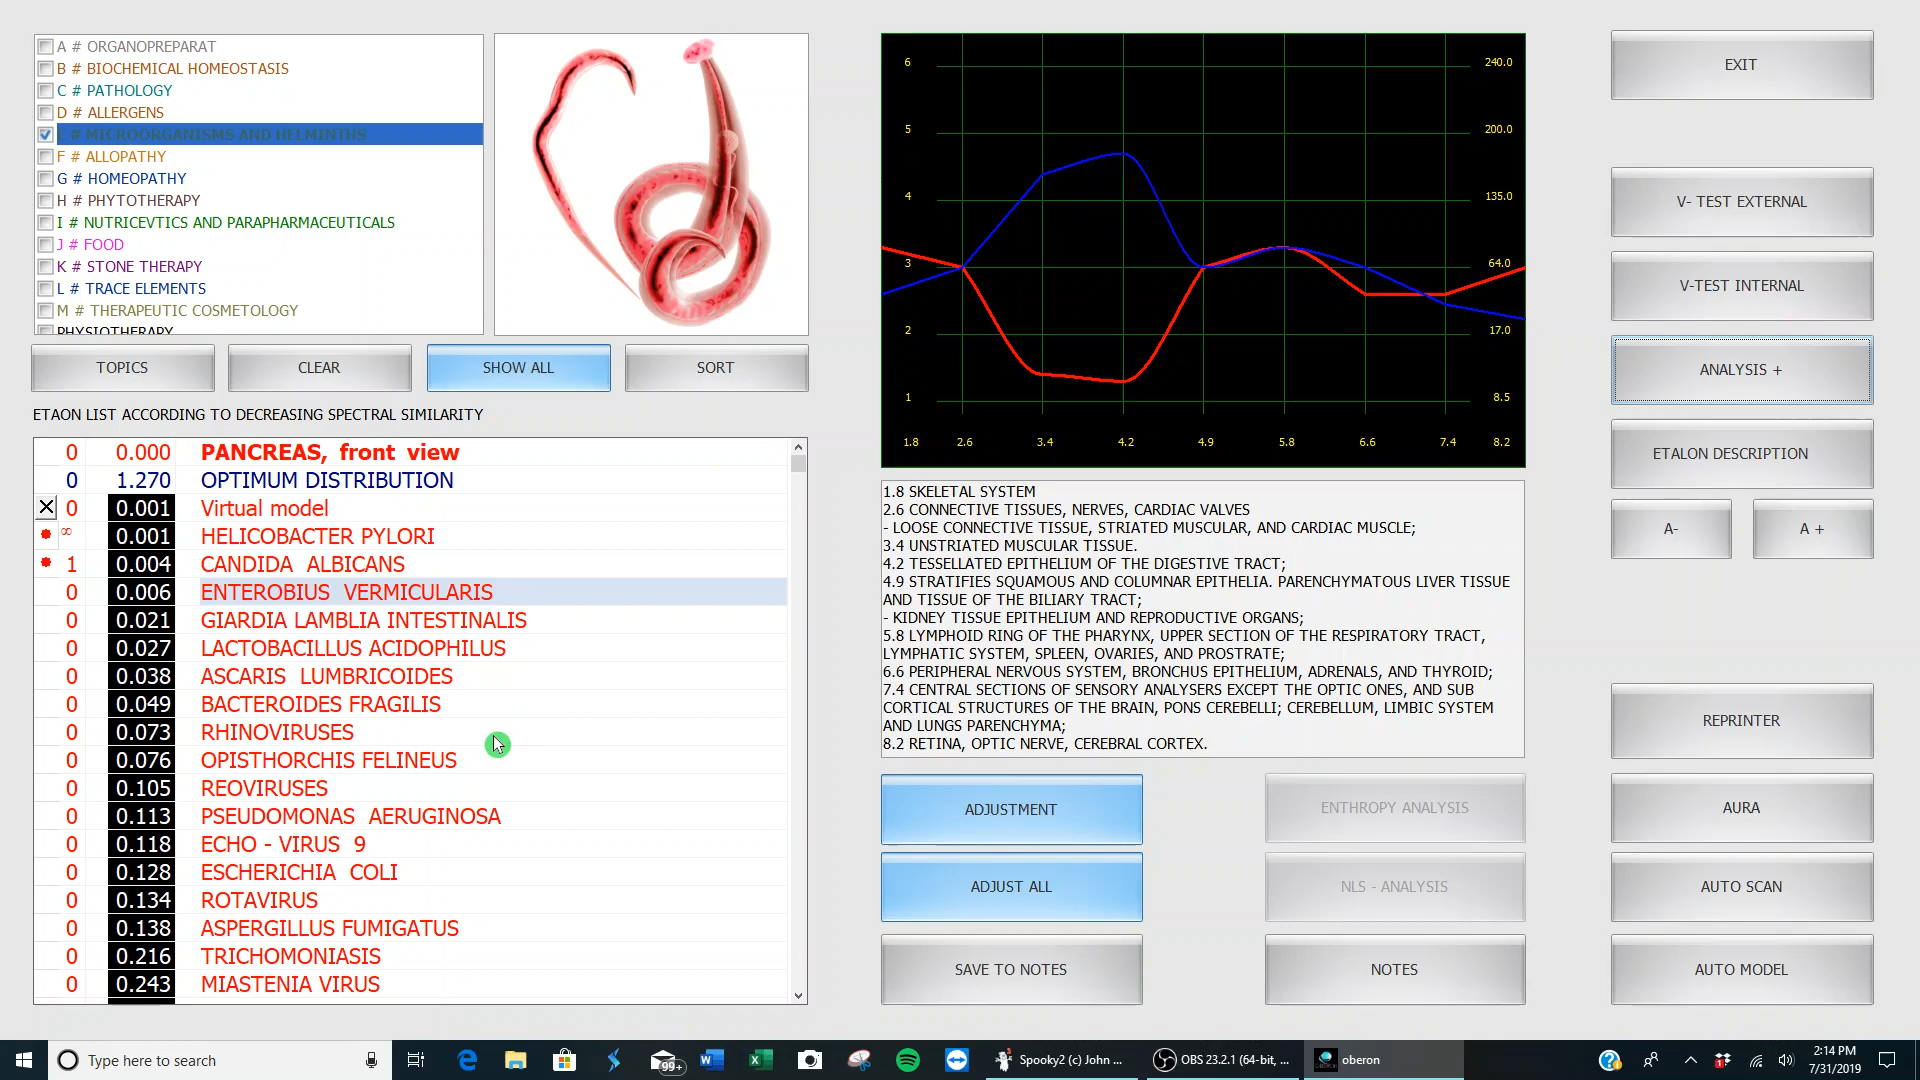 A # ORGANOPREPARAT
B # BIOCHEMICAL HOMEOSTASIS
C # PATHOLOGY
D # ALLERGENS
# MICROORGANISMS AND HELMINTHS
F # ALLOPATHY
G # HOMEOPATHY
H # PHYTOTHERAPY
I # NUTRICEVTICS AND PARAPHARMACEUTICALS
J # FOOD
K # STONE THERAPY
L # TRACE ELEMENTS
M # THERAPEUTIC COSMETOLOGY
PHYSIOTHERAPY
TOPICS
CLEAR
SHOW ALL
SORT
ETAON LIST ACCORDING TO DECREASING SPECTRAL SIMILARITY
0 0.000 PANCREAS, front view
0 1.270 OPTIMUM DISTRIBUTION
X 0 0.001 Virtual model
∞ 0.001 HELICOBACTER PYLORI
1 0.004 CANDIDA ALBICANS
0 0.006 ENTEROBIUS VERMICULARIS
0 0.021 GIARDIA LAMBLIA INTESTINALIS
0 0.027 LACTOBACILLUS ACIDOPHILUS
0 0.038 ASCARIS LUMBRICOIDES
0 0.049 BACTEROIDES FRAGILIS
0 0.073 RHINOVIRUSES
0 0.076 OPISTHORCHIS FELINEUS
0 0.105 REOVIRUSES
0 0.113 PSEUDOMONAS AERUGINOSA
0 0.118 ECHO - VIRUS 9
0 0.128 ESCHERICHIA COLI
0 0.134 ROTAVIRUS
0 0.138 ASPERGILLUS FUMIGATUS
0 0.216 TRICHOMONIASIS
0 0.243 MIASTENIA VIRUS
6 240.0
5 200.0
4 135.0
3 64.0
2 17.0
1 8.5
1.8 2.6 3.4 4.2 4.9 5.8 6.6 7.4 8.2
1.8 SKELETAL SYSTEM
2.6 CONNECTIVE TISSUES, NERVES, CARDIAC VALVES
- LOOSE CONNECTIVE TISSUE, STRIATED MUSCULAR, AND CARDIAC MUSCLE;
3.4 UNSTRIATED MUSCULAR TISSUE.
4.2 TESSELLATED EPITHELIUM OF THE DIGESTIVE TRACT;
4.9 STRATIFIES SQUAMOUS AND COLUMNAR EPITHELIA. PARENCHYMATOUS LIVER TISSUE
AND TISSUE OF THE BILIARY TRACT;
- KIDNEY TISSUE EPITHELIUM AND REPRODUCTIVE ORGANS;
5.8 LYMPHOID RING OF THE PHARYNX, UPPER SECTION OF THE RESPIRATORY TRACT,
LYMPHATIC SYSTEM, SPLEEN, OVARIES, AND PROSTRATE;
6.6 PERIPHERAL NERVOUS SYSTEM, BRONCHUS EPITHELIUM, ADRENALS, AND THYROID;
7.4 CENTRAL SECTIONS OF SENSORY ANALYSERS EXCEPT THE OPTIC ONES, AND SUB
CORTICAL STRUCTURES OF THE BRAIN, PONS CEREBELLI; CEREBELLUM, LIMBIC SYSTEM
AND LUNGS PARENCHYMA;
8.2 RETINA, OPTIC NERVE, CEREBRAL CORTEX.
ADJUSTMENT
ENTHROPY ANALYSIS
ADJUST ALL
NLS - ANALYSIS
SAVE TO NOTES
NOTES
EXIT
V- TEST EXTERNAL
V-TEST INTERNAL
ANALYSIS +
ETALON DESCRIPTION
A-
A +
REPRINTER
AURA
AUTO SCAN
AUTO MODEL
Type here to search
99+
Spooky2 (c) John ...
OBS 23.2.1 (64-bit, ...
oberon
2:14 PM
7/31/2019